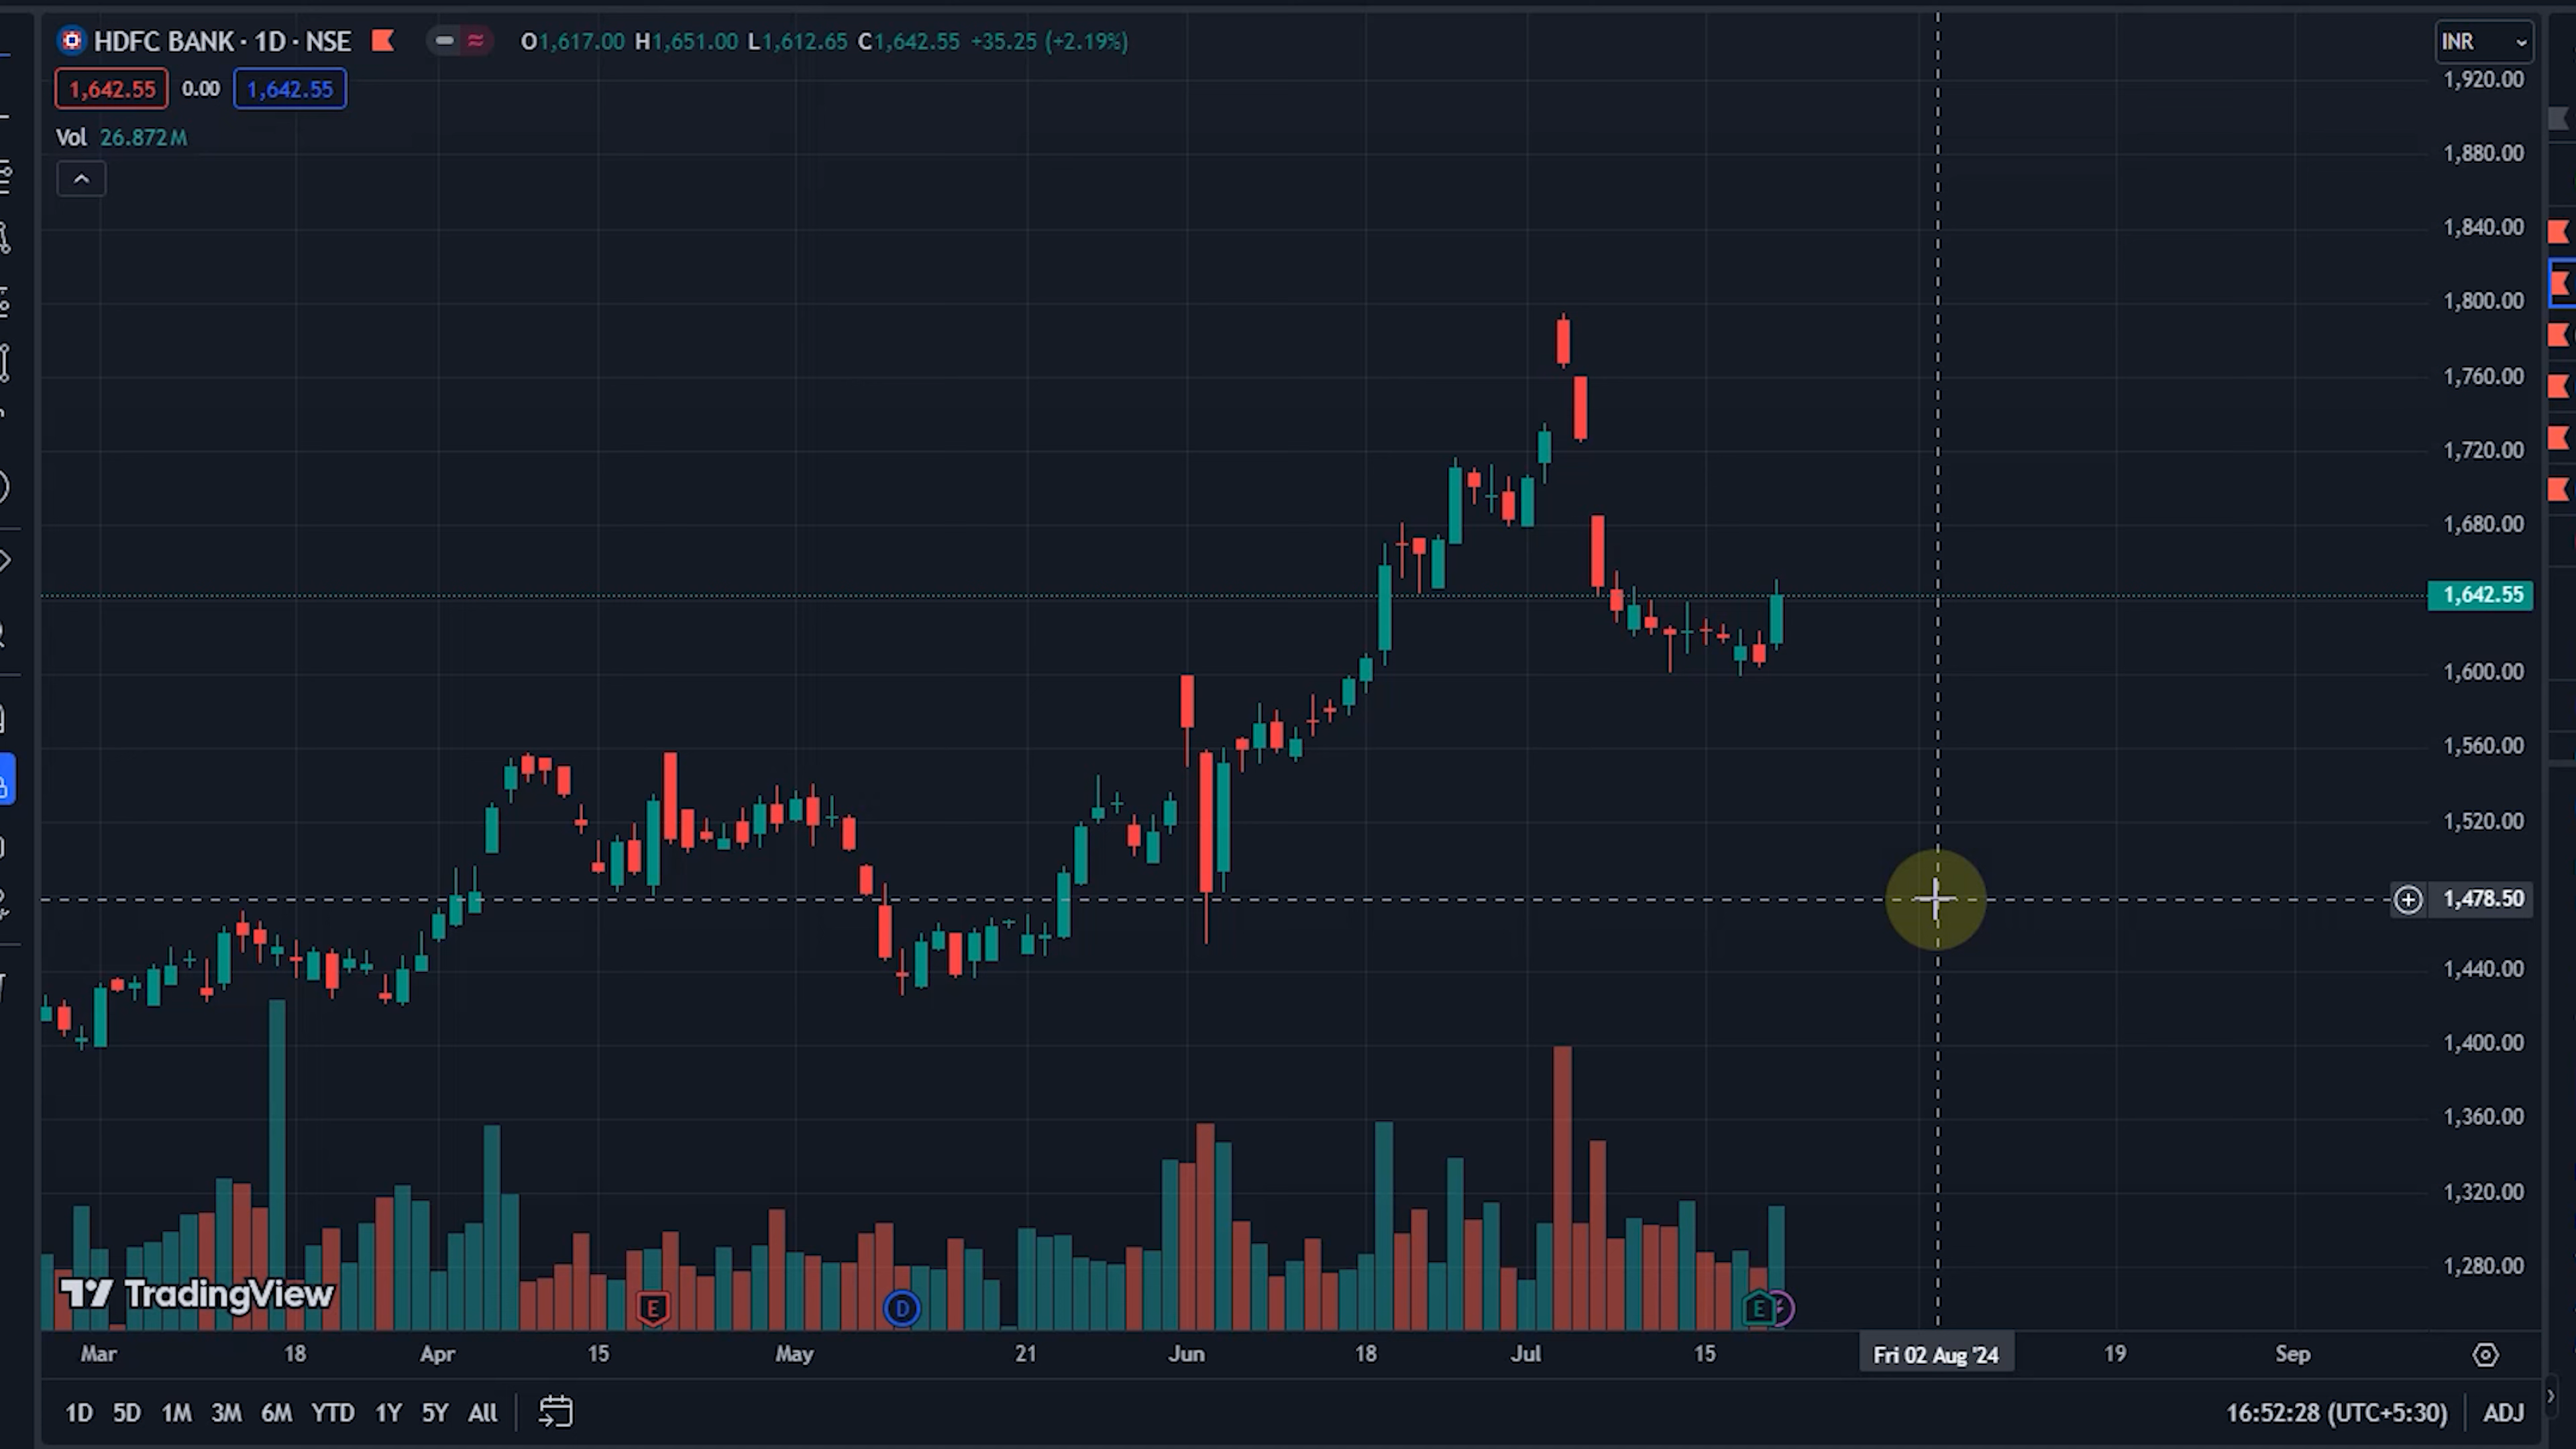 HDFC BANK · 1D · NSE O1,617.00 H1,651.00 L1,612.65 C1,642.55 +35.25 (+2.19%) INR
1,642.55 0.00 1,642.55
Vol 26.872M
1,920.00
1,880.00
1,840.00
1,800.00
1,760.00
1,720.00
1,680.00
1,642.55
1,600.00
1,560.00
1,520.00
1,478.50
1,440.00
1,400.00
1,360.00
1,320.00
1,280.00
TradingView
E D E
Mar 18 Apr 15 May 21 Jun 18 Jul 15 Fri 02 Aug '24 19 Sep
1D 5D 1M 3M 6M YTD 1Y 5Y All 16:52:28 (UTC+5:30) ADJ